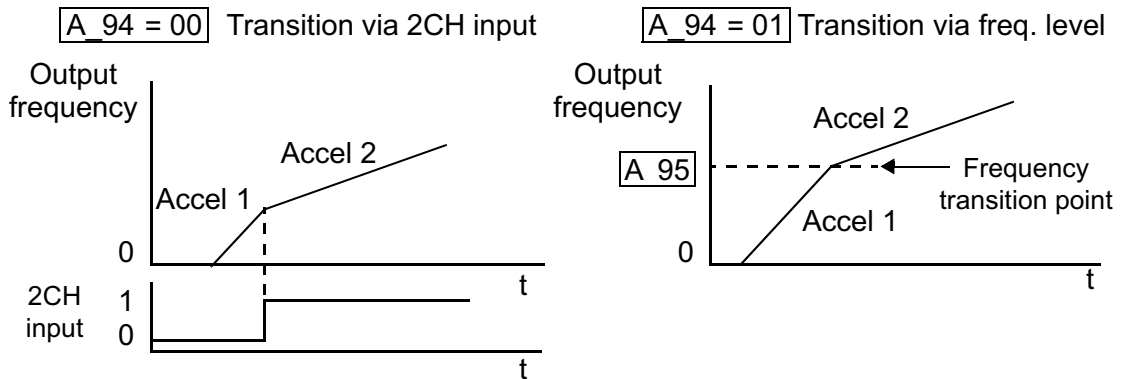 A_94 = 00 Transition via 2CH input
Output
frequency
Accel 2
Accel 1
0
t
2CH
input
1
0
t
A_94 = 01 Transition via freq. level
Output
frequency
Accel 2
A 95
Frequency
transition point
Accel 1
0
t